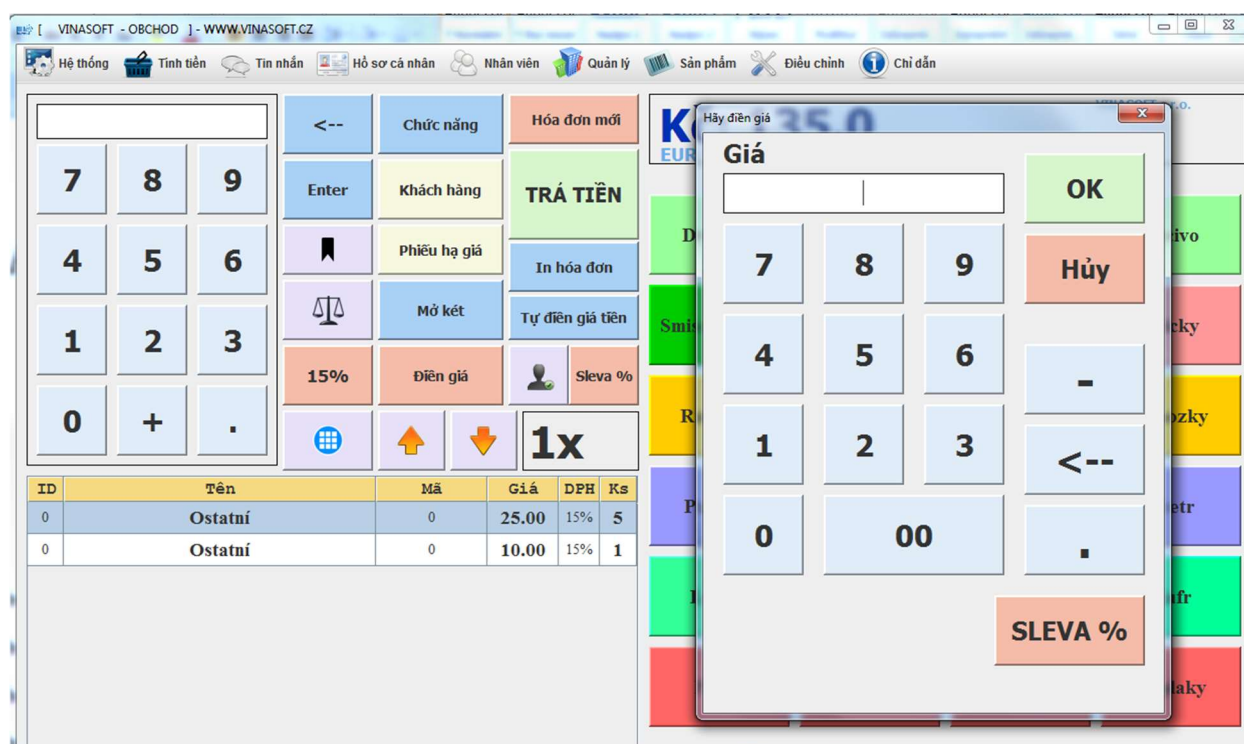 [ VINASOFT - OBCHOD ] - WWW.VINASOFT.CZ
Hệ thống Tính tiền Tin nhắn Hồ sơ cá nhân Nhân viên Quản lý Sản phẩm Điều chỉnh Chỉ dẫn
<-- Chức năng Hóa đơn mới
7 8 9 Enter Khách hàng TRẢ TIỀN
4 5 6 Phiếu hạ giá In hóa đơn
1 2 3 Mở két Tự điền giá tiền
15% Điền giá Sleva %
0 + . 1x
ID Tên Mã Giá DPH Ks
0 Ostatní 0 25.00 15% 5
0 Ostatní 0 10.00 15% 1
135.0
EUR
Hãy điền giá
Giá
OK
7 8 9 Hủy
4 5 6 -
1 2 3 <--
0 00 .
SLEVA %